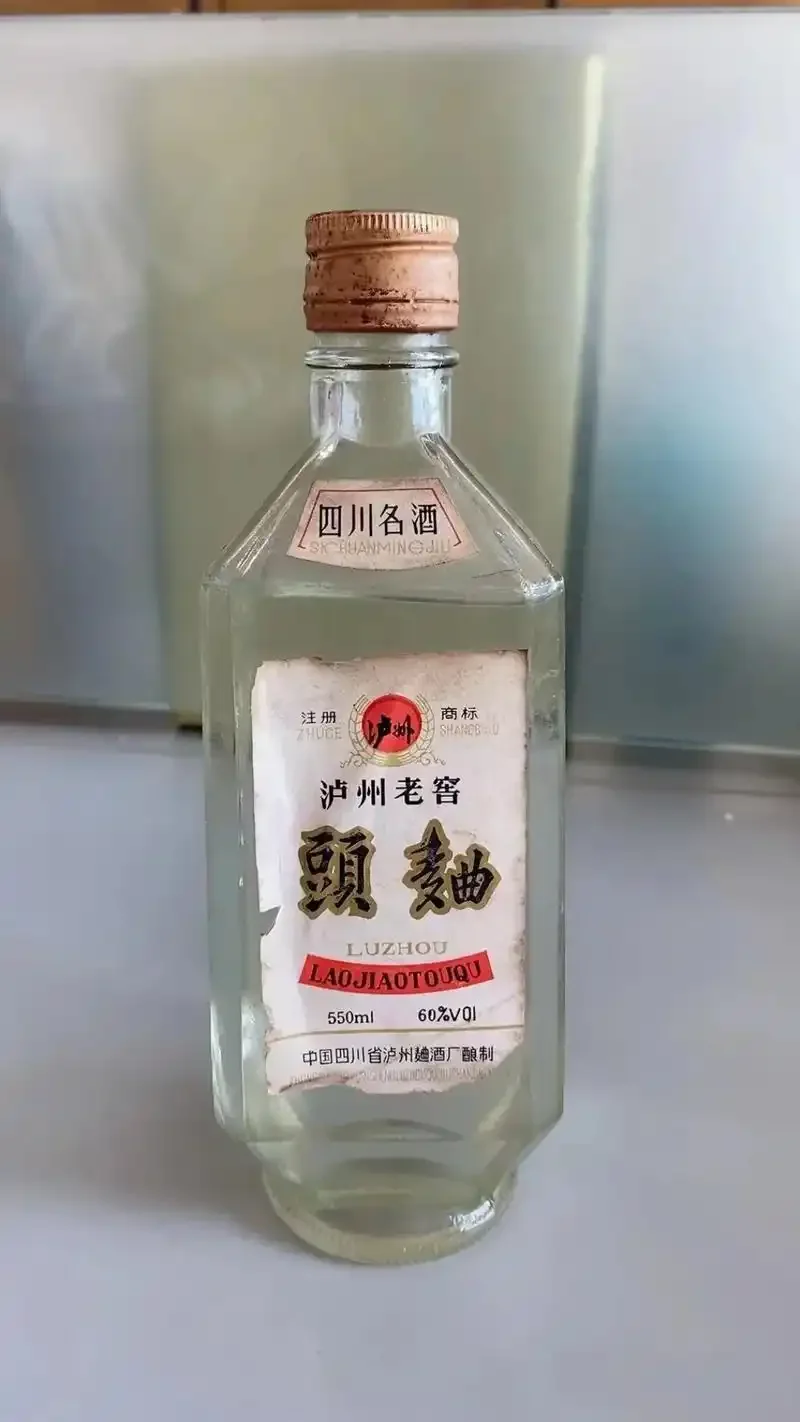 四川名酒
SICHUANMINGJIU
注册 泸州 商标
ZHUCE SHANGBIAO
泸州老窖
頭麯
LUZHOU
LAOJIAOTOUQU
550ml 60%VOl
中国四川省泸州麯酒厂酿制